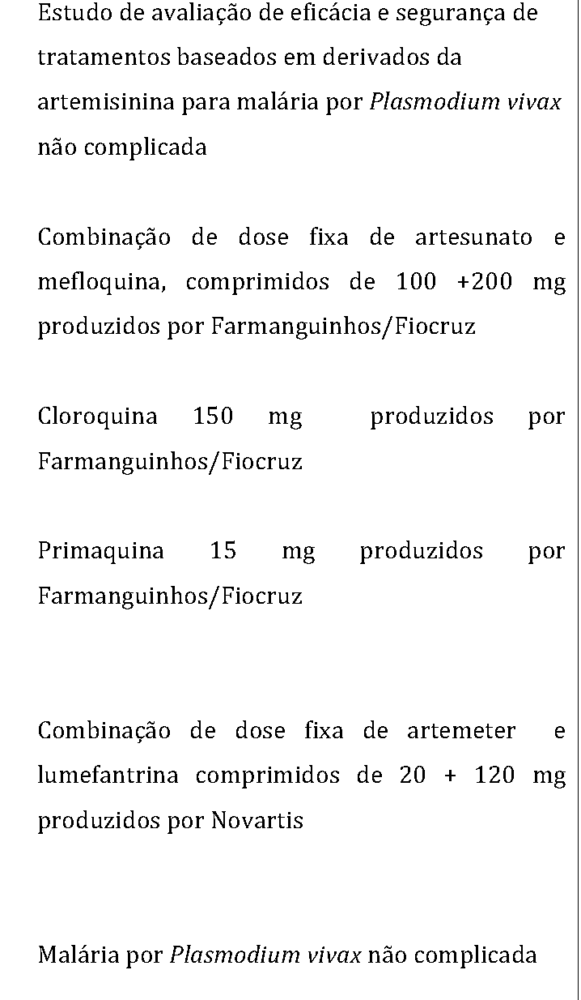 Estudo de avaliação de eficácia e segurança de
tratamentos baseados em derivados da
artemisinina para malária por Plasmodium vivax
não complicada
Combinação de dose fixa de artesunato e
mefloquina, comprimidos de 100 +200 mg
produzidos por Farmanguinhos/Fiocruz
Cloroquina 150 mg produzidos por
Farmanguinhos/Fiocruz
Primaquina 15 mg produzidos por
Farmanguinhos/Fiocruz
Combinação de dose fixa de artemeter e
lumefantrina comprimidos de 20 + 120 mg
produzidos por Novartis
Malária por Plasmodium vivax não complicada